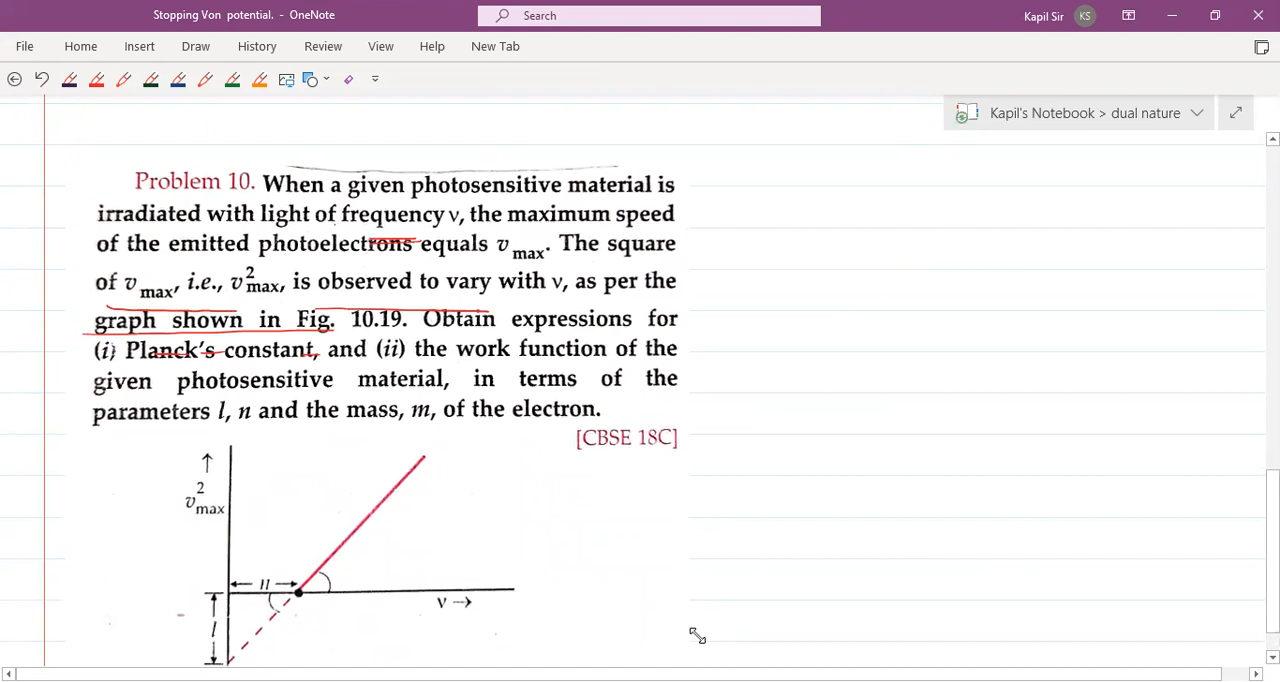 Stopping Von potential. - OneNote
Search
Kapil Sir KS
File Home Insert Draw History Review View Help New Tab
Kapil's Notebook > dual nature
Problem 10. When a given photosensitive material is
irradiated with light of frequency ν, the maximum speed
of the emitted photoelectrons equals v max. The square
of v max, i.e., v²max, is observed to vary with ν, as per the
graph shown in Fig. 10.19. Obtain expressions for
(i) Planck's constant, and (ii) the work function of the
given photosensitive material, in terms of the
parameters l, n and the mass, m, of the electron.
[CBSE 18C]
↑
v²max
← n →
ν →
l